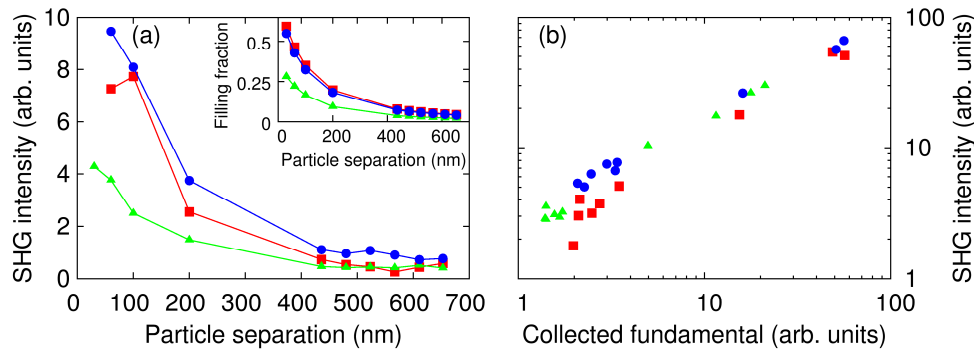 (a)
SHG intensity (arb. units)
10
8
6
4
2
0
0 100 200 300 400 500 600 700
Particle separation (nm)
Filling fraction
0.5
0.25
0
0 200 400 600
Particle separation (nm)
(b)
100
10
1
SHG intensity (arb. units)
1 10 100
Collected fundamental (arb. units)